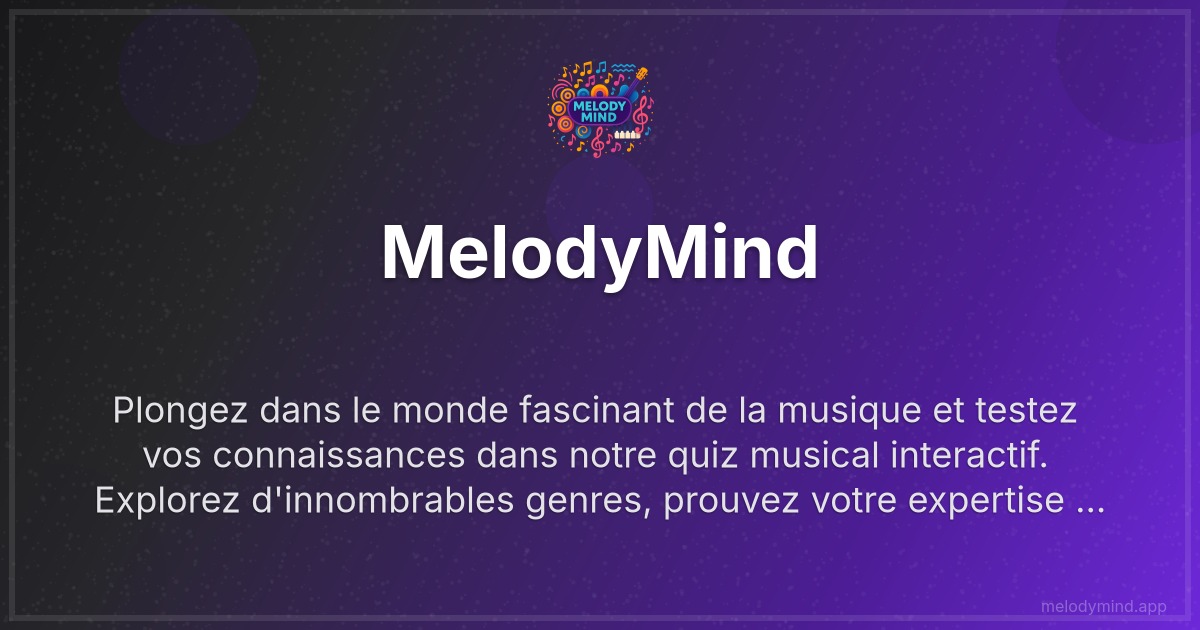 MELODY
MIND
MelodyMind
Plongez dans le monde fascinant de la musique et testez
vos connaissances dans notre quiz musical interactif.
Explorez d'innombrables genres, prouvez votre expertise ...
melodymind.app